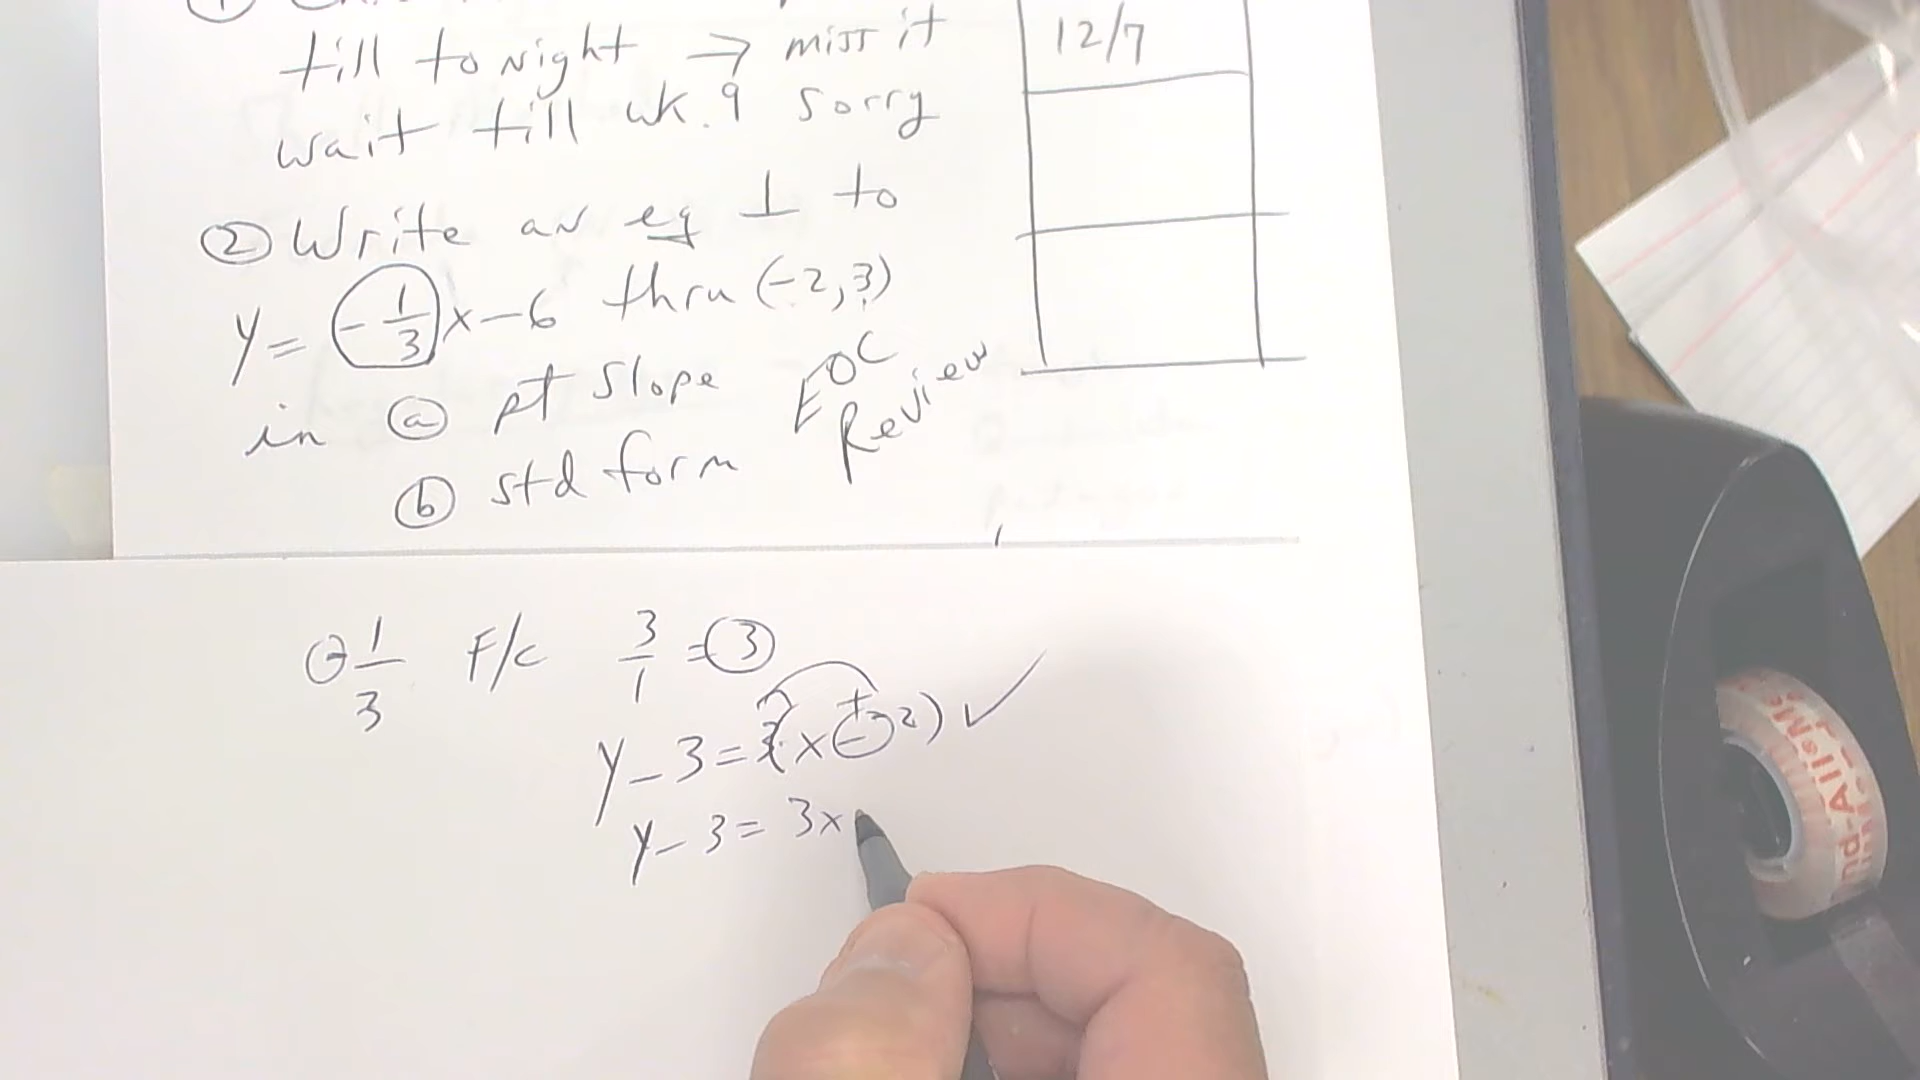 till tonight → miss it
wait till wk. 9 sorry
12/7
② Write an eq ⊥ to
y = -1/3 x - 6 thru (-2, 3)
in ⓐ pt slope
ⓑ std form
EOC
Review
- 1/3 F/c 3/1 = 3
y - 3 = 3(x + 2) ✓
y - 3 = 3x